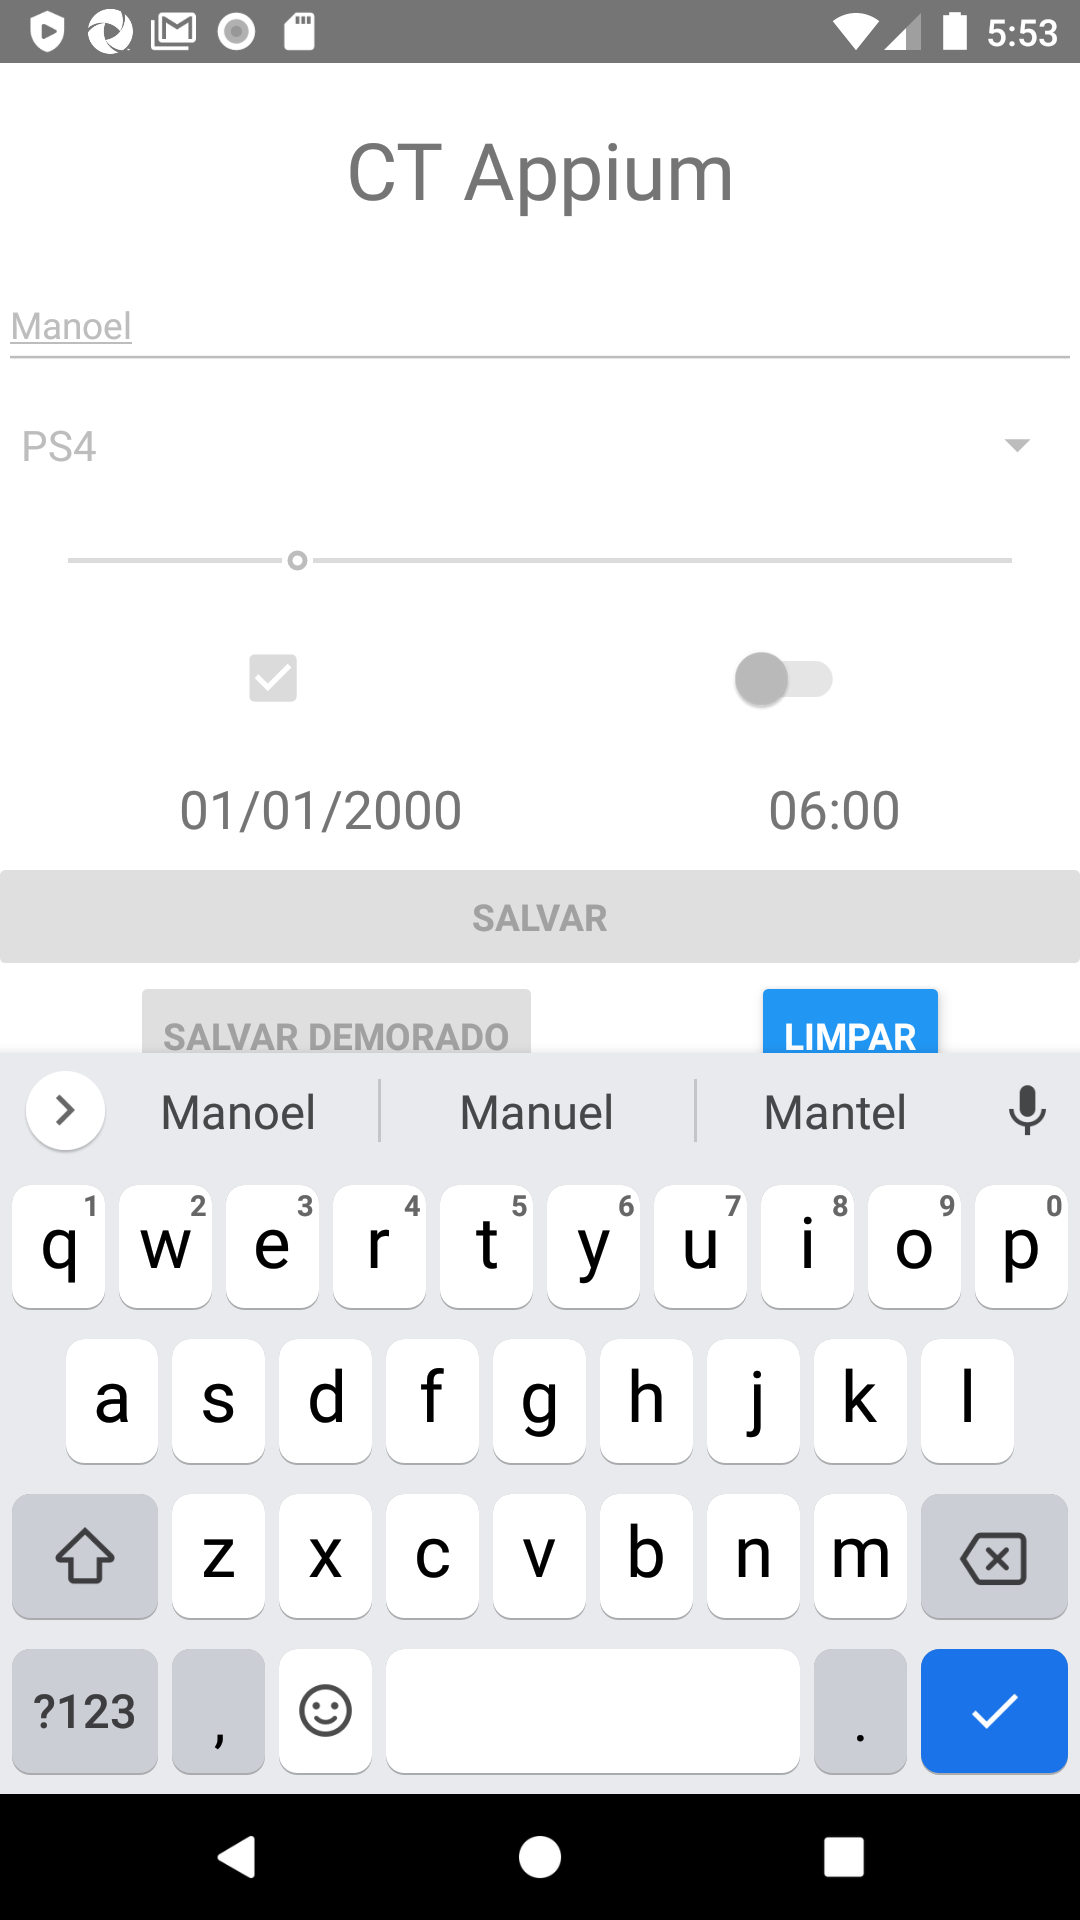 5:53
CT Appium
Manoel
PS4
01/01/2000 06:00
SALVAR
SALVAR DEMORADO LIMPAR
Manoel Manuel Mantel
1 2 3 4 5 6 7 8 9 0
q w e r t y u i o p
a s d f g h j k l
z x c v b n m
?123 , .